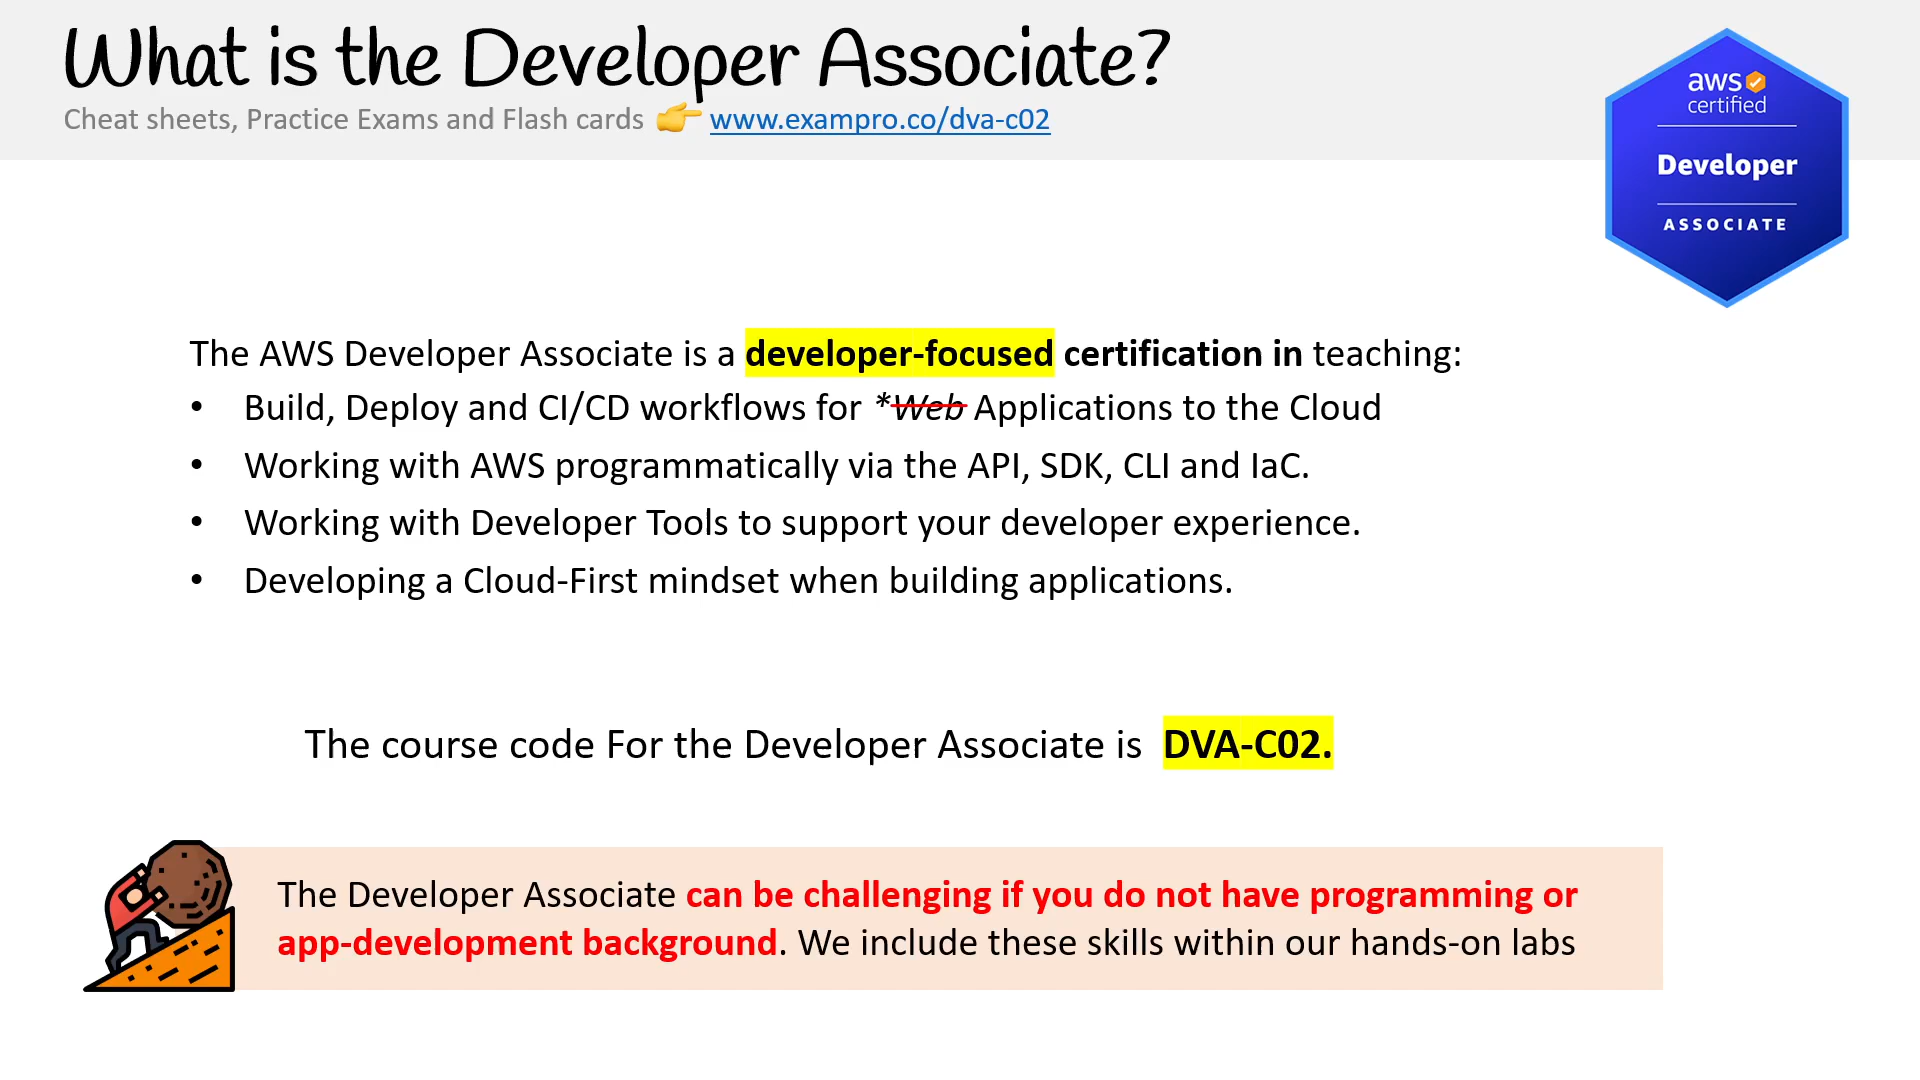 What is the Developer Associate?
Cheat sheets, Practice Exams and Flash cards 👉 www.exampro.co/dva-c02
aws
certified
Developer
ASSOCIATE
The AWS Developer Associate is a developer-focused certification in teaching:
• Build, Deploy and CI/CD workflows for *Web Applications to the Cloud
• Working with AWS programmatically via the API, SDK, CLI and IaC.
• Working with Developer Tools to support your developer experience.
• Developing a Cloud-First mindset when building applications.
The course code For the Developer Associate is DVA-C02.
The Developer Associate can be challenging if you do not have programming or
app-development background. We include these skills within our hands-on labs